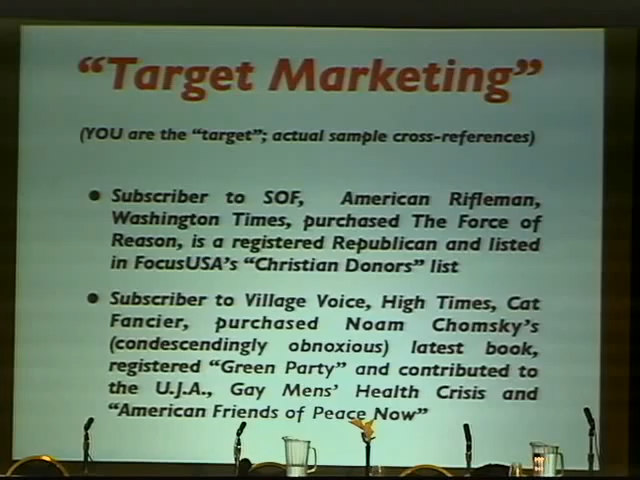 “Target Marketing”
(YOU are the “target”; actual sample cross-references)
● Subscriber to SOF, American Rifleman,
Washington Times, purchased The Force of
Reason, is a registered Republican and listed
in FocusUSA’s “Christian Donors” list
● Subscriber to Village Voice, High Times, Cat
Fancier, purchased Noam Chomsky’s
(condescendingly obnoxious) latest book,
registered “Green Party” and contributed to
the U.J.A., Gay Mens’ Health Crisis and
“American Friends of Peace Now”